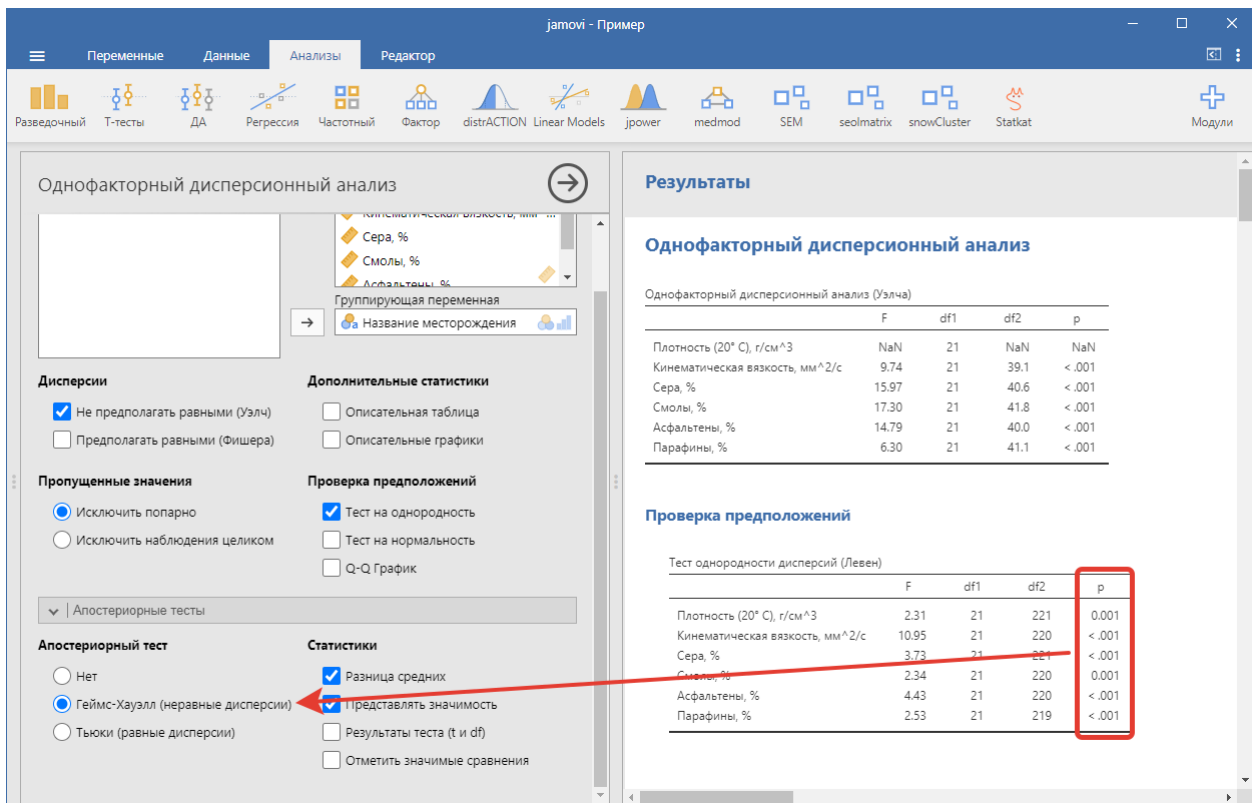 jamovi - Пример
Переменные Данные Анализы Редактор
Разведочный Т-тесты ДА Регрессия Частотный Фактор distrACTION Linear Models jpower medmod SEM seolmatrix snowCluster Statkat Модули
Однофакторный дисперсионный анализ
Кинематическая вязкость, мм^...
Сера, %
Смолы, %
Асфальтены, %
Группирующая переменная
Название месторождения
Дисперсии Дополнительные статистики
Не предполагать равными (Уэлч) Описательная таблица
Предполагать равными (Фишера) Описательные графики
Пропущенные значения Проверка предположений
Исключить попарно Тест на однородность
Исключить наблюдения целиком Тест на нормальность
Q-Q График
Апостериорные тесты
Апостериорный тест Статистики
Нет Разница средних
Геймс-Хауэлл (неравные дисперсии) Представлять значимость
Тьюки (равные дисперсии) Результаты теста (t и df)
Отметить значимые сравнения
Результаты
Однофакторный дисперсионный анализ
Однофакторный дисперсионный анализ (Уэлча)
F df1 df2 p
Плотность (20° C), г/см^3 NaN 21 NaN NaN
Кинематическая вязкость, мм^2/с 9.74 21 39.1 < .001
Сера, % 15.97 21 40.6 < .001
Смолы, % 17.30 21 41.8 < .001
Асфальтены, % 14.79 21 40.0 < .001
Парафины, % 6.30 21 41.1 < .001
Проверка предположений
Тест однородности дисперсий (Левен)
F df1 df2 p
Плотность (20° C), г/см^3 2.31 21 221 0.001
Кинематическая вязкость, мм^2/с 10.95 21 220 < .001
Сера, % 3.73 21 221 < .001
Смолы, % 2.34 21 220 0.001
Асфальтены, % 4.43 21 220 < .001
Парафины, % 2.53 21 219 < .001